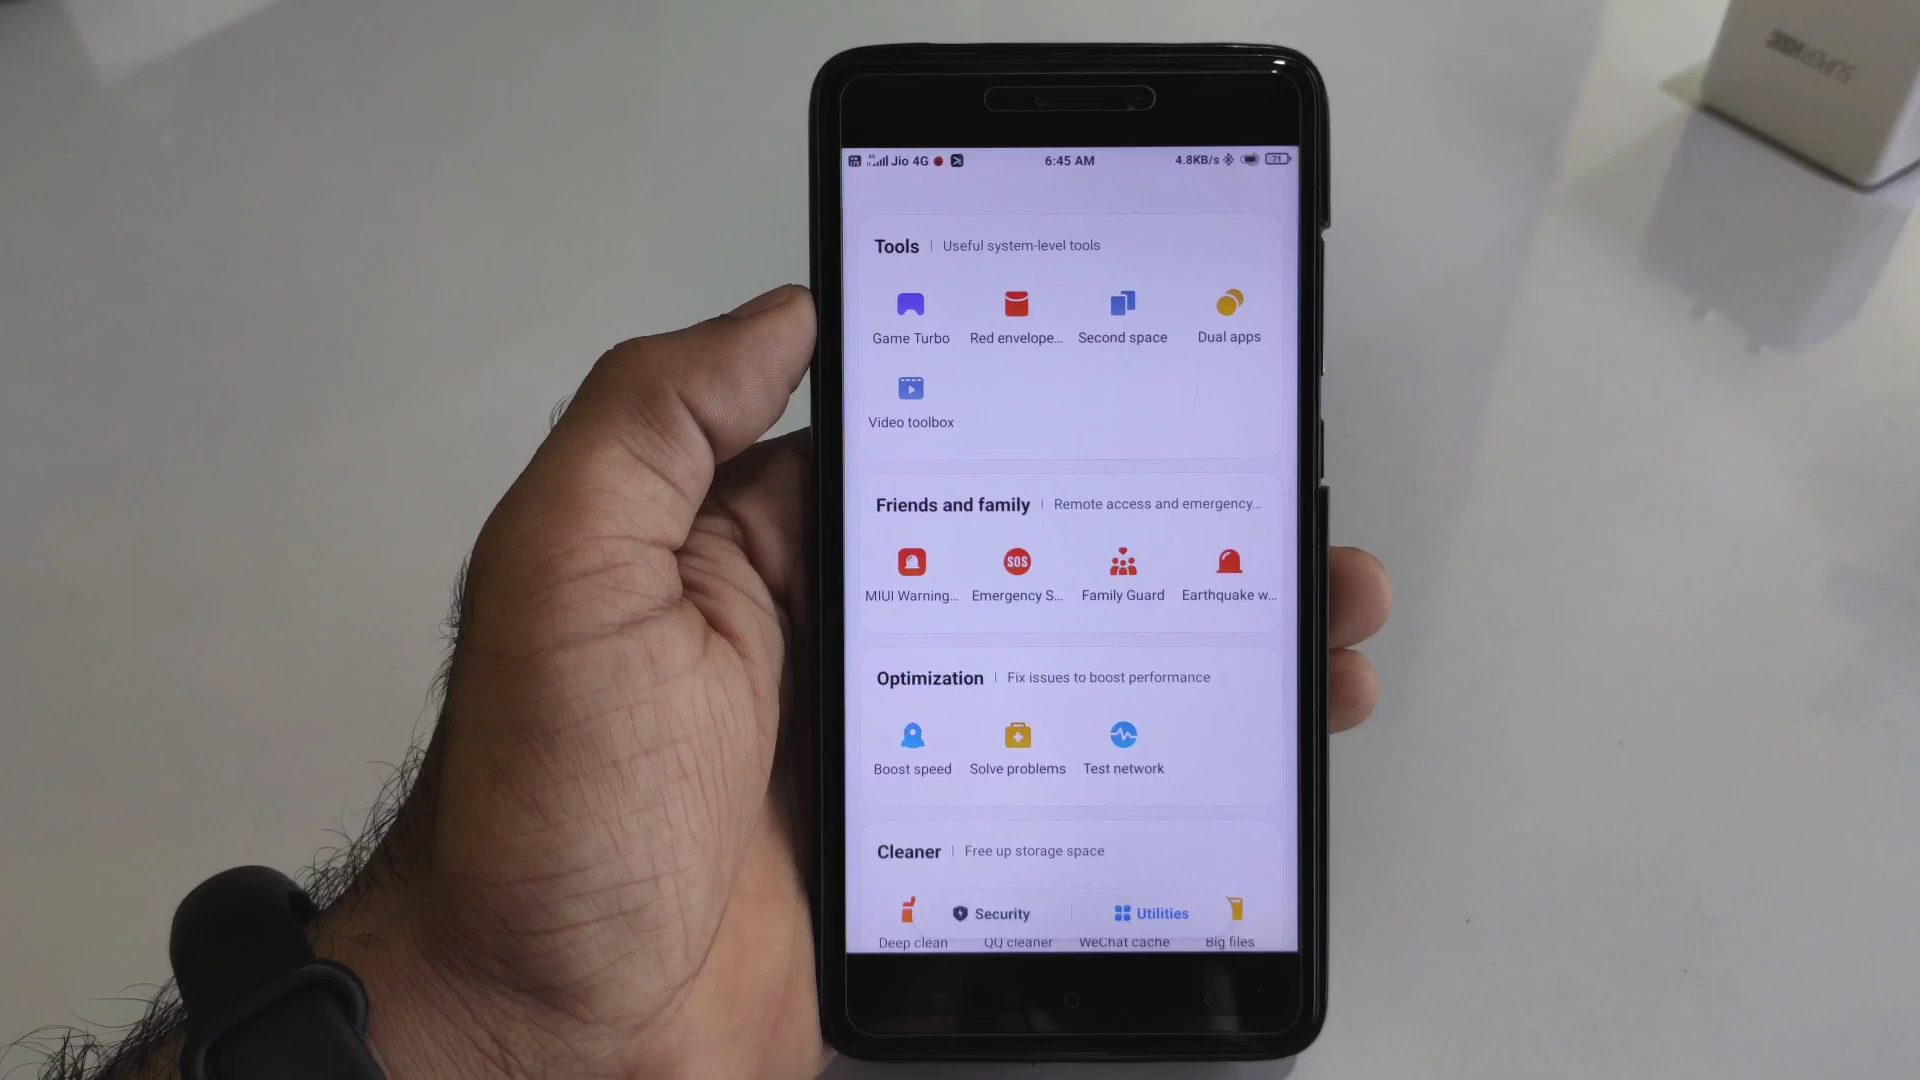 Jio 4G 6:45 AM 4.8KB/s 71
Tools Useful system-level tools
Game Turbo Red envelope... Second space Dual apps
Video toolbox
Friends and family Remote access and emergency...
SOS
MIUI Warning... Emergency S... Family Guard Earthquake w...
Optimization Fix issues to boost performance
Boost speed Solve problems Test network
Cleaner Free up storage space
Security Utilities
Deep clean QQ cleaner WeChat cache Big files